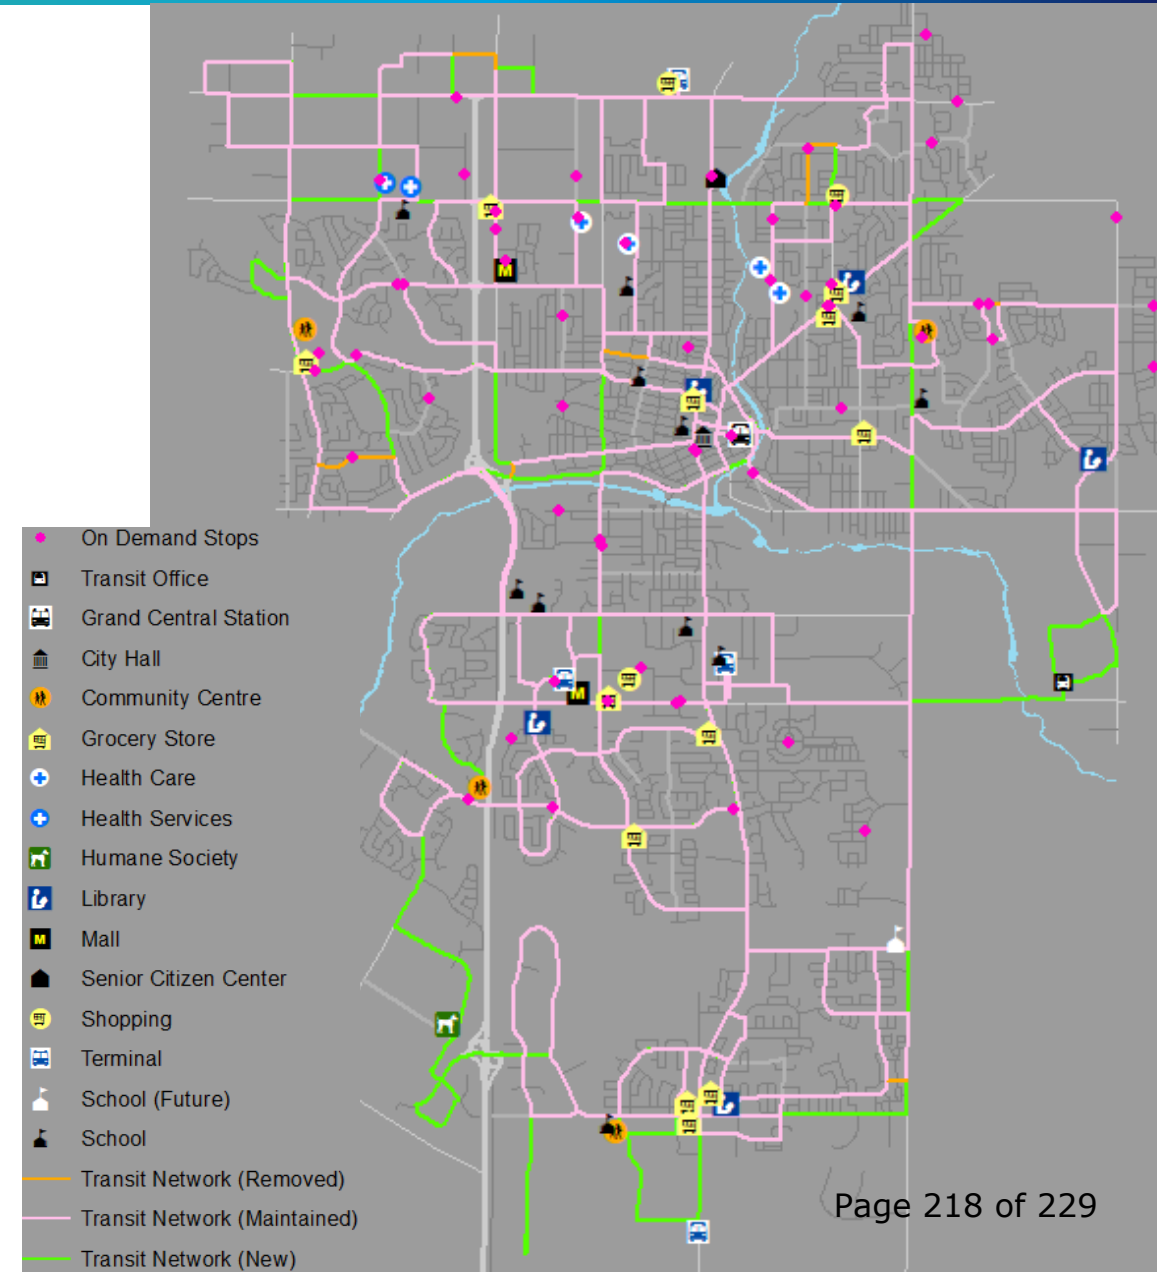 M
M
On Demand Stops
Transit Office
Grand Central Station
City Hall
Community Centre
Grocery Store
Health Care
Health Services
Humane Society
Library
M Mall
Senior Citizen Center
Shopping
Terminal
School (Future)
School
Transit Network (Removed)
Transit Network (Maintained)
Transit Network (New)
Page 218 of 229